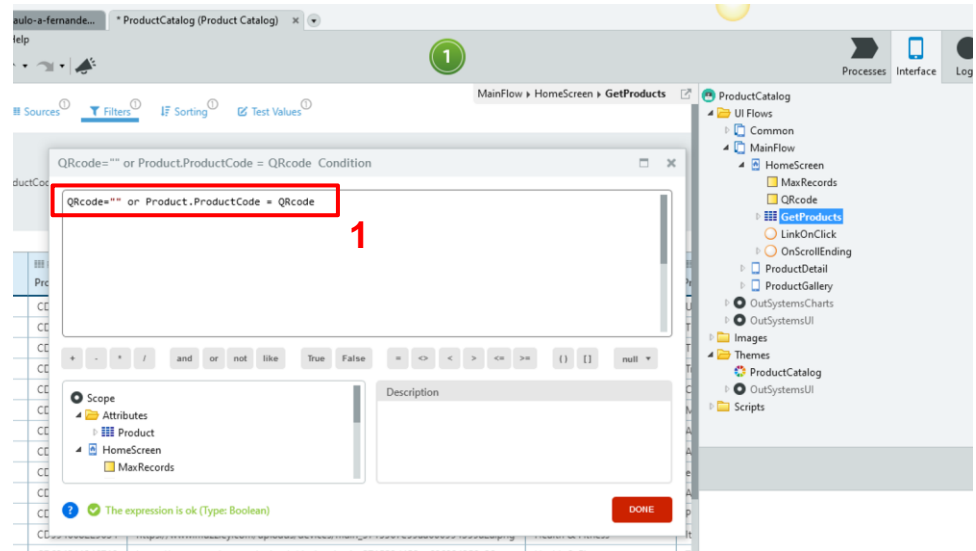 aulo-a-fernande...
* ProductCatalog (Product Catalog)
Help
1
Processes
Interface
Sources
Filters
Sorting
Test Values
MainFlow ▸ HomeScreen ▸ GetProducts
ProductCatalog
UI Flows
Common
MainFlow
HomeScreen
MaxRecords
QRcode
GetProducts
LinkOnClick
OnScrollEnding
ProductDetail
ProductGallery
OutSystemsCharts
OutSystemsUI
Images
Themes
ProductCatalog
OutSystemsUI
Scripts
QRcode="" or Product.ProductCode = QRcode Condition
QRcode="" or Product.ProductCode = QRcode
1
+ - * / and or not like True False = <> < > <= >= () [] null
Scope
Attributes
Product
HomeScreen
MaxRecords
Description
The expression is ok (Type: Boolean)
DONE
Health & Fitness